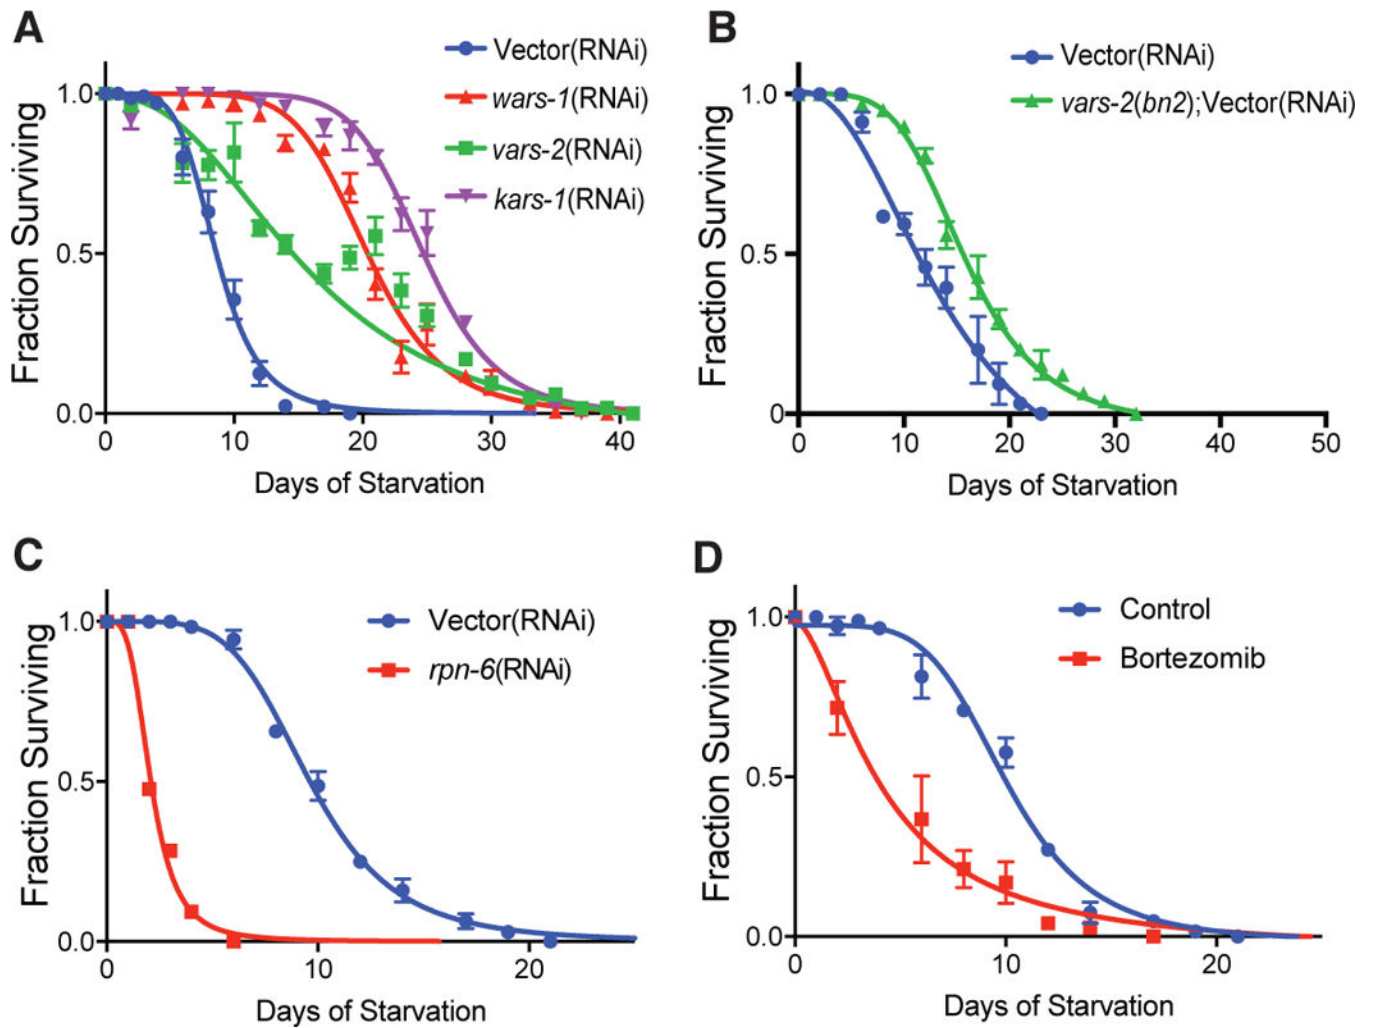 A
Vector(RNAi)
wars-1(RNAi)
vars-2(RNAi)
kars-1(RNAi)
Fraction Surviving
1.0
0.5
0.0
0 10 20 30 40
Days of Starvation
B
Vector(RNAi)
vars-2(bn2);Vector(RNAi)
Fraction Surviving
1.0
0.5
0
0 10 20 30 40 50
Days of Starvation
C
Vector(RNAi)
rpn-6(RNAi)
Fraction Surviving
1.0
0.5
0.0
0 10 20
Days of Starvation
D
Control
Bortezomib
Fraction Surviving
1.0
0.5
0.0
0 10 20
Days of Starvation